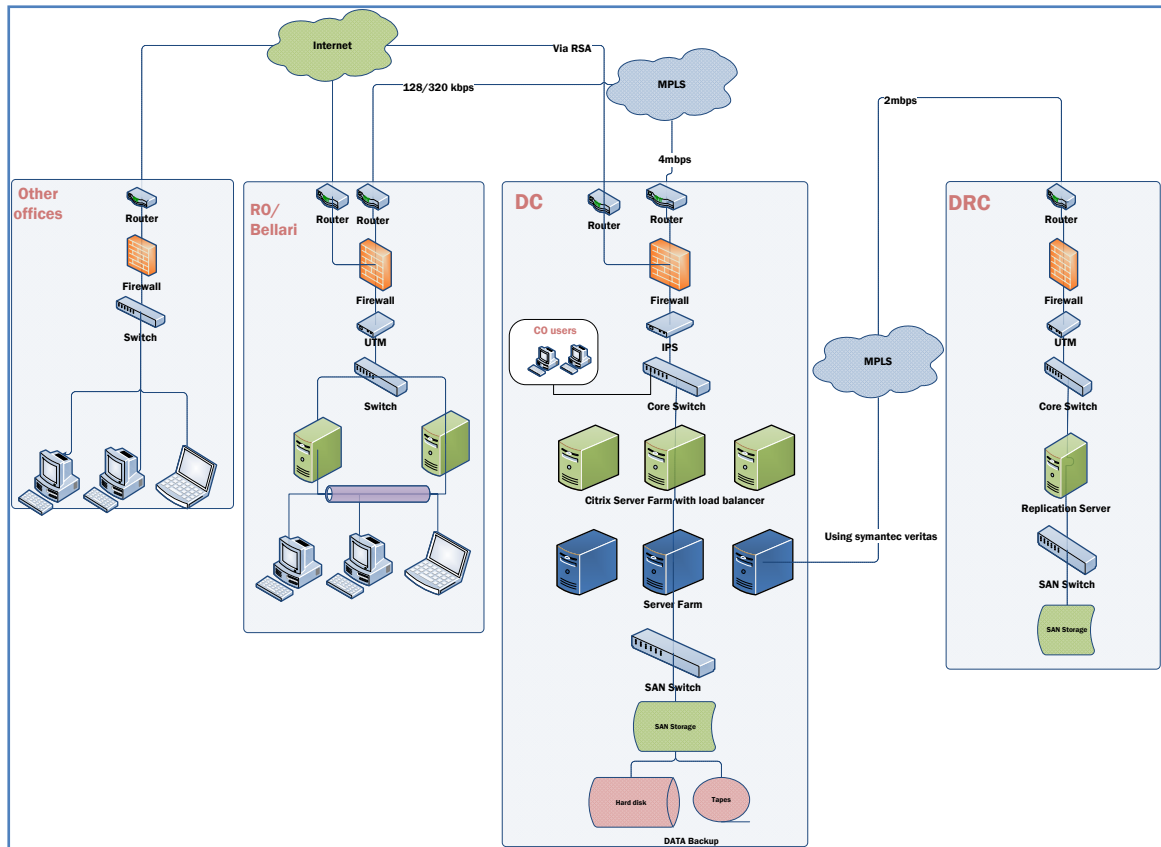 Internet
Via RSA
MPLS
128/320 kbps
2mbps
4mbps
Other
offices
Router
Firewall
Switch
RO/
Bellari
Router
Router
Firewall
UTM
Switch
DC
Router
Router
Firewall
IPS
CO users
Core Switch
Citrix Server Farm with load balancer
Server Farm
SAN Switch
SAN Storage
Hard disk
Tapes
DATA Backup
MPLS
Using symantec veritas
DRC
Router
Firewall
UTM
Core Switch
Replication Server
SAN Switch
SAN Storage